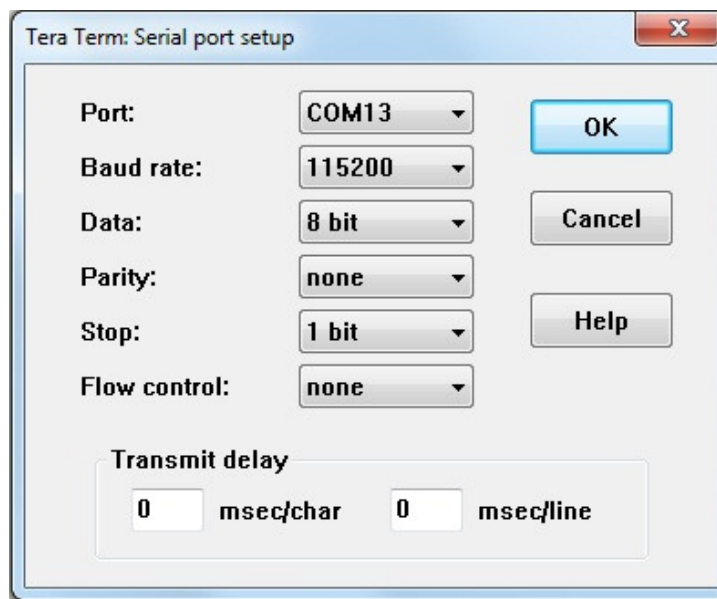 Tera Term: Serial port setup
Port: COM13 OK
Baud rate: 115200
Data: 8 bit Cancel
Parity: none
Stop: 1 bit Help
Flow control: none
Transmit delay
0 msec/char 0 msec/line